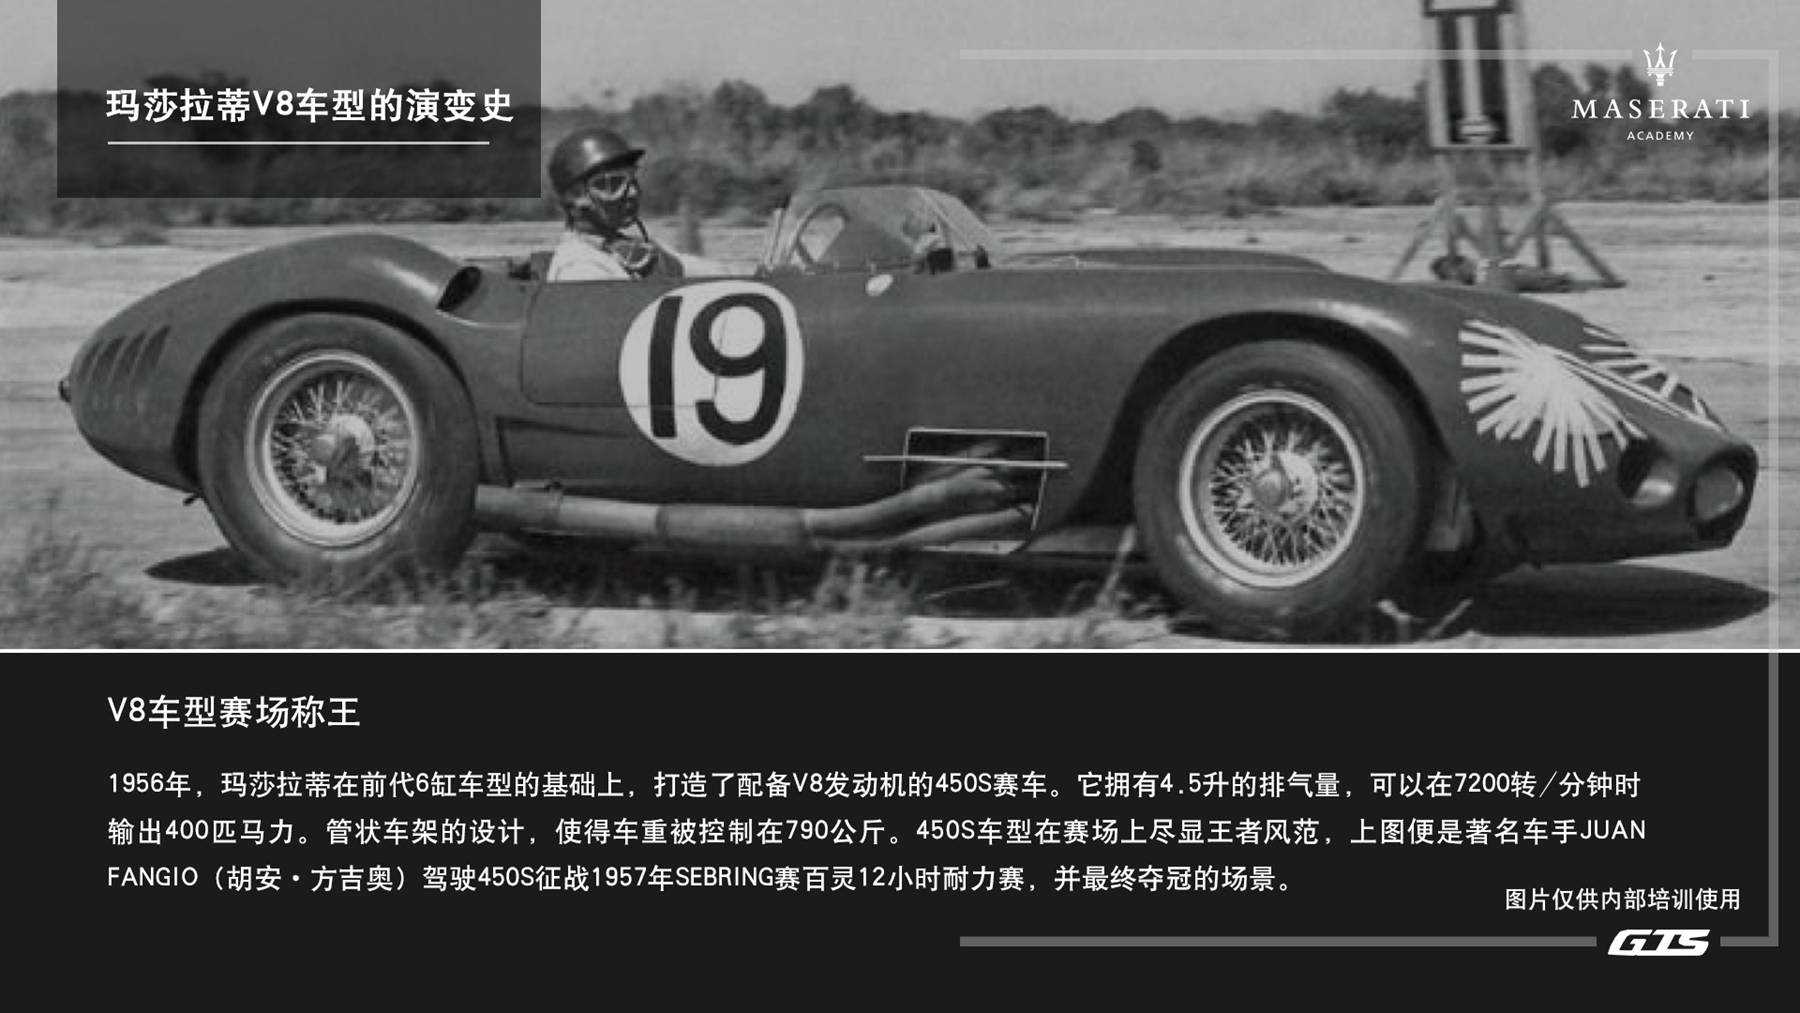 玛莎拉蒂V8车型的演变史
MASERATI
ACADEMY
19
V8车型赛场称王
1956年，玛莎拉蒂在前代6缸车型的基础上，打造了配备V8发动机的450S赛车。它拥有4.5升的排气量，可以在7200转/分钟时
输出400匹马力。管状车架的设计，使得车重被控制在790公斤。450S车型在赛场上尽显王者风范，上图便是著名车手JUAN
FANGIO（胡安·方吉奥）驾驶450S征战1957年SEBRING赛百灵12小时耐力赛，并最终夺冠的场景。
图片仅供内部培训使用
GTS